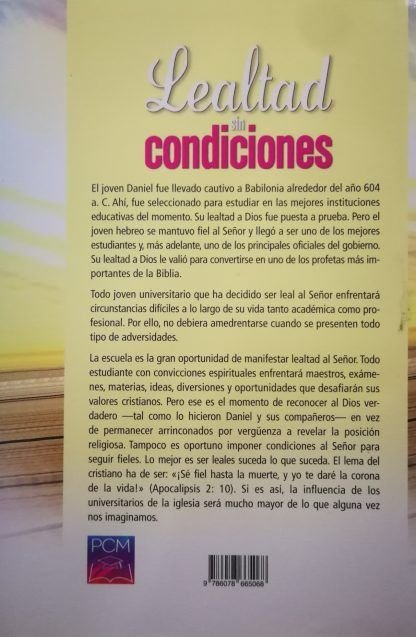 Lealtad
sin
condiciones
El joven Daniel fue llevado cautivo a Babilonia alrededor del año 604
a. C. Ahí, fue seleccionado para estudiar en las mejores instituciones
educativas del momento. Su lealtad a Dios fue puesta a prueba. Pero el
joven hebreo se mantuvo fiel al Señor y llegó a ser uno de los mejores
estudiantes y, más adelante, uno de los principales oficiales del gobierno.
Su lealtad a Dios le valió para convertirse en uno de los profetas más im-
portantes de la Biblia.
Todo joven universitario que ha decidido ser leal al Señor enfrentará
circunstancias difíciles a lo largo de su vida tanto académica como pro-
fesional. Por ello, no debiera amedrentarse cuando se presenten todo
tipo de adversidades.
La escuela es la gran oportunidad de manifestar lealtad al Señor. Todo
estudiante con convicciones espirituales enfrentará maestros, exáme-
nes, materias, ideas, diversiones y oportunidades que desafiarán sus
valores cristianos. Pero ese es el momento de reconocer al Dios ver-
dadero —tal como lo hicieron Daniel y sus compañeros— en vez
de permanecer arrinconados por vergüenza a revelar la posición
religiosa. Tampoco es oportuno imponer condiciones al Señor para
seguir fieles. Lo mejor es ser leales suceda lo que suceda. El lema del
cristiano ha de ser: «¡Sé fiel hasta la muerte, y yo te daré la corona
de la vida!» (Apocalipsis 2: 10). Si es así, la influencia de los
universitarios de la iglesia será mucho mayor de lo que alguna vez
nos imaginamos.
PCM
9 786078 665068